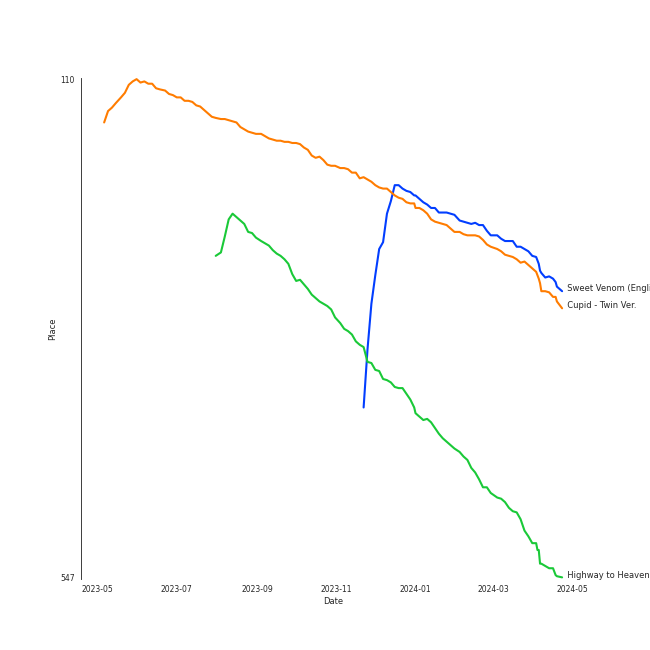 110
Place
Sweet Venom (Engli
Cupid - Twin Ver.
Highway to Heaven
547
2023-05 2023-07 2023-09 2023-11 2024-01 2024-03 2024-05
Date